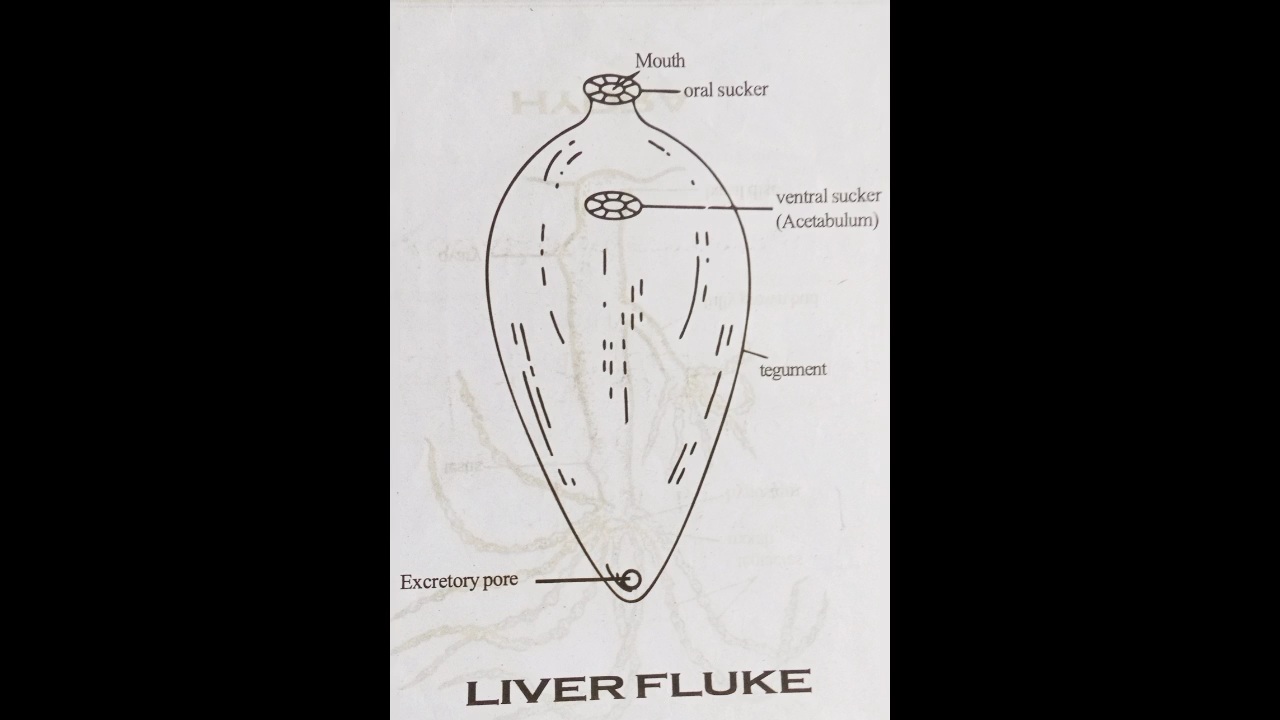 Mouth
oral sucker
ventral sucker
(Acetabulum)
tegument
Excretory pore
LIVER FLUKE